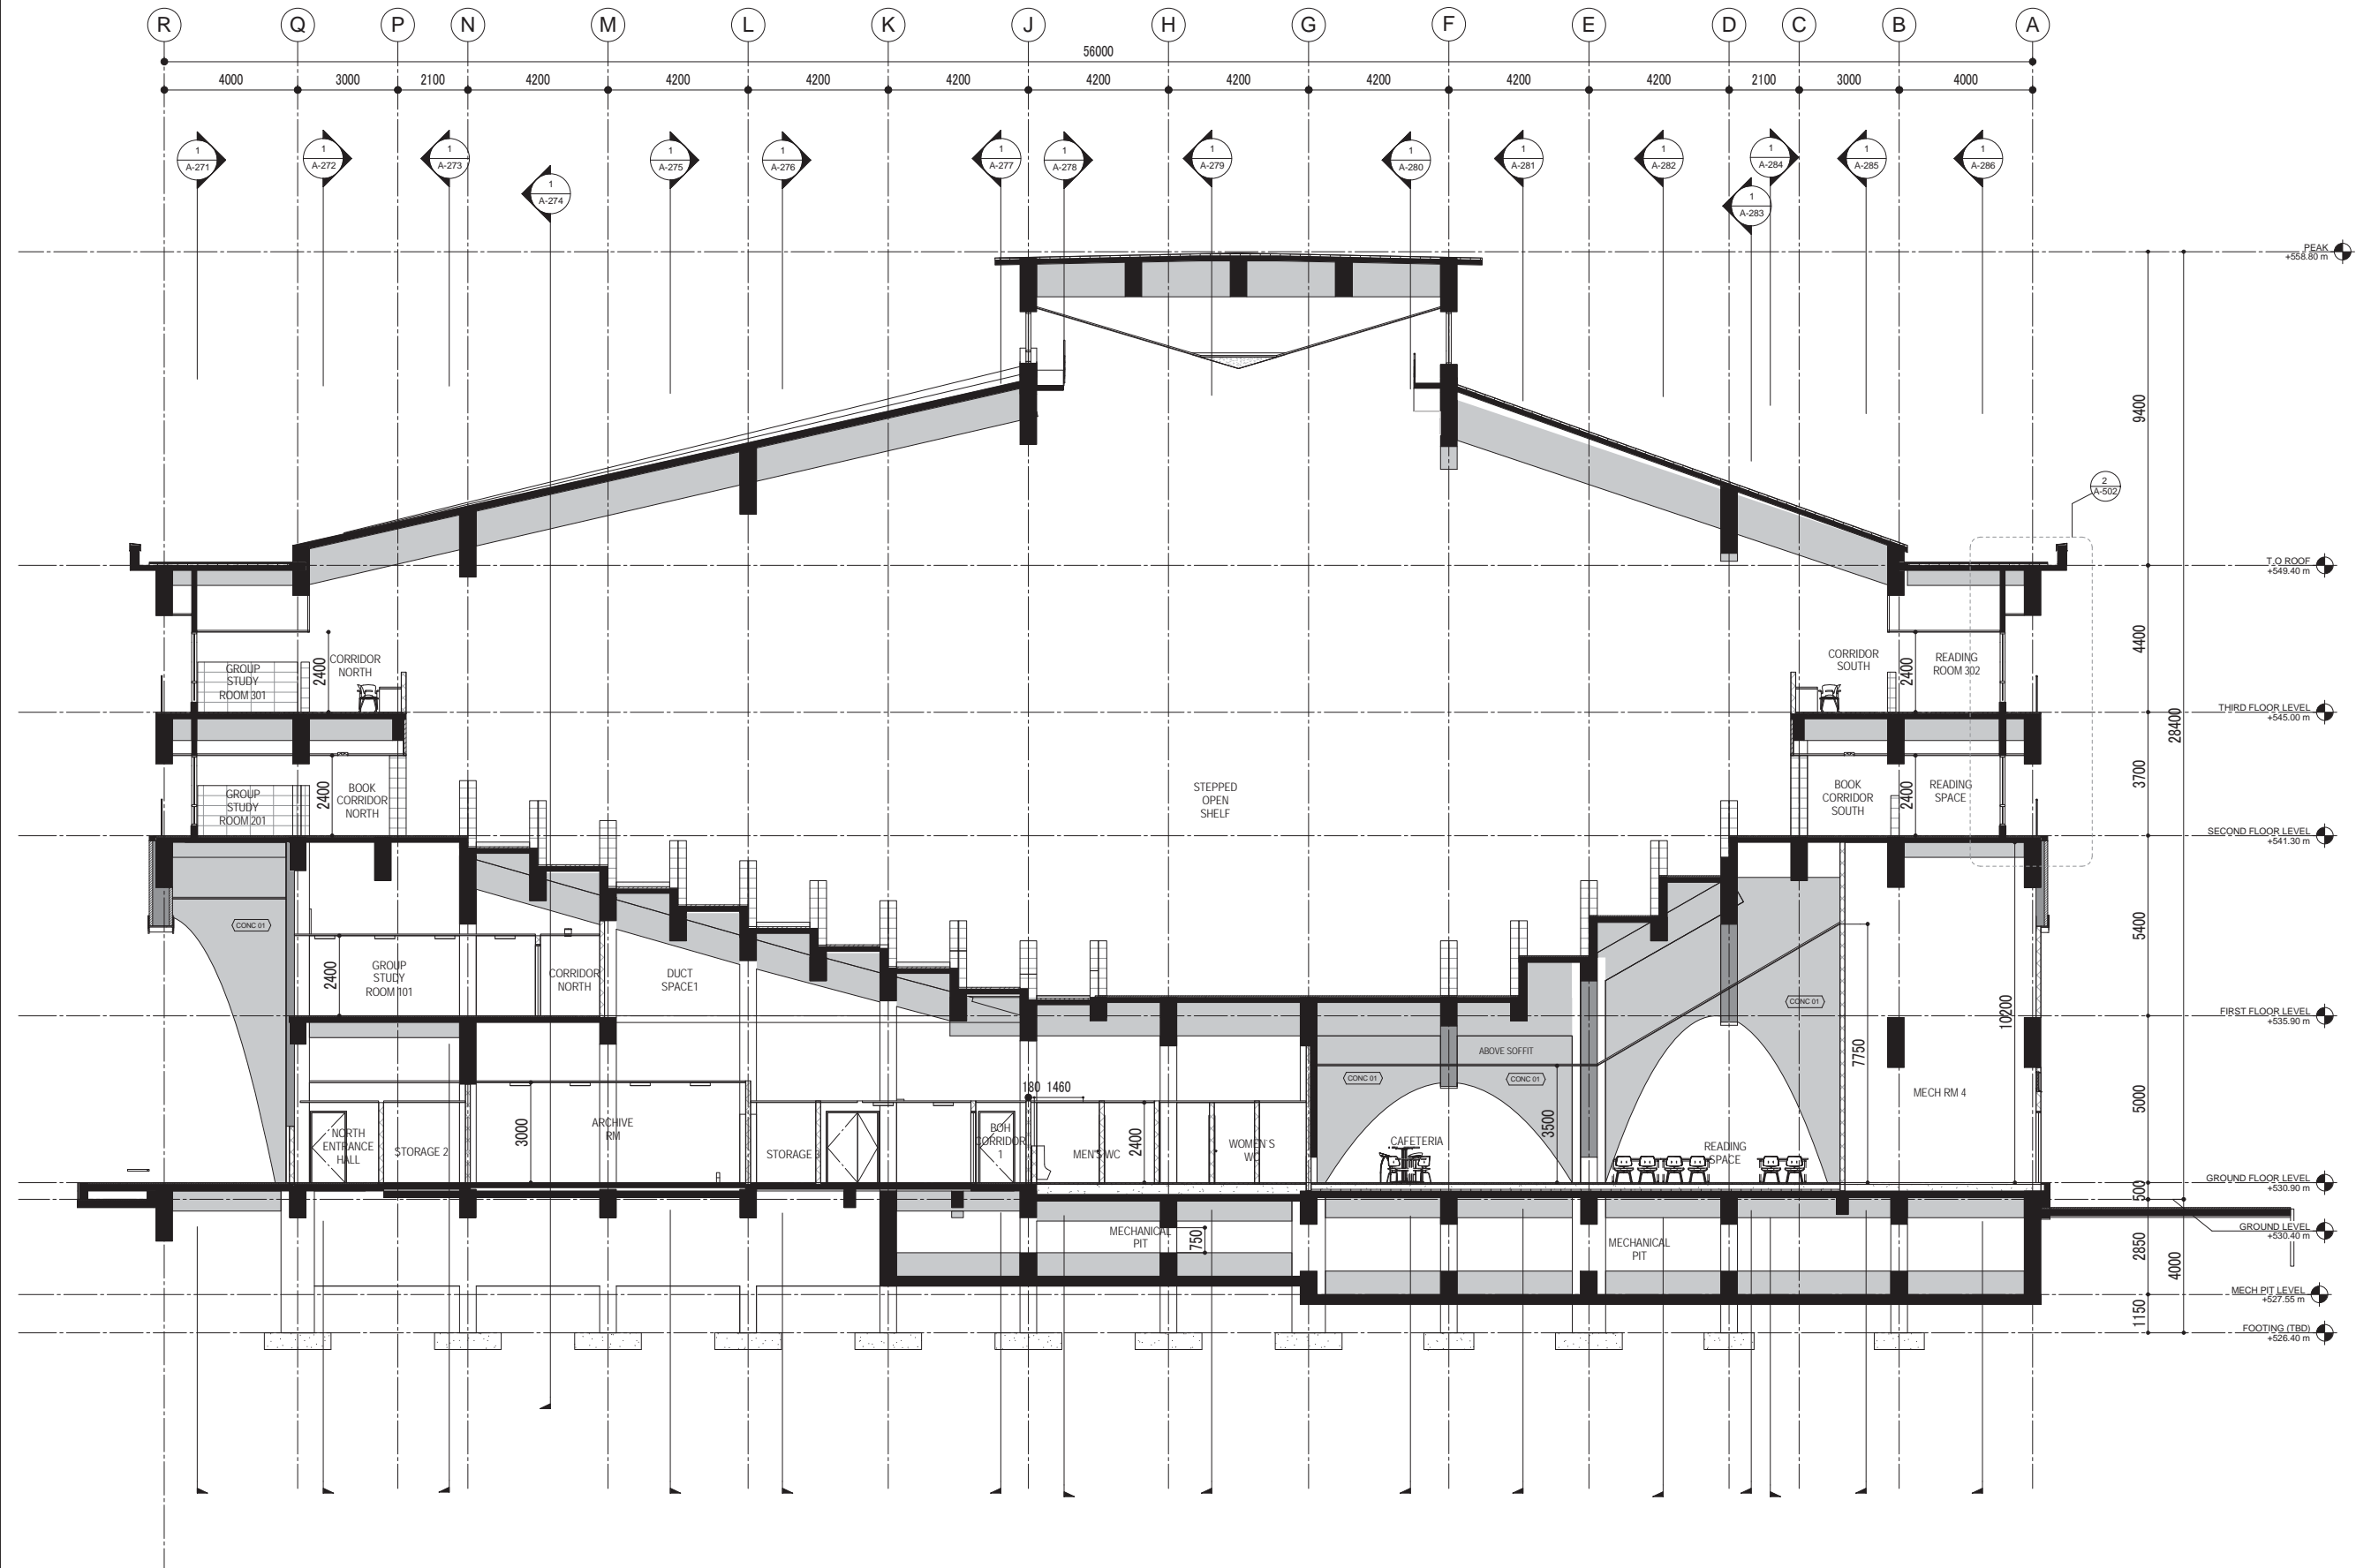 R Q P N M L K J H G F E D C B A
56000
4000 3000 2100 4200 4200 4200 4200 4200 4200 4200 4200 4200 2100 3000 4000
1
A-271
1
A-272
1
A-273
1
A-274
1
A-275
1
A-276
1
A-277
1
A-278
1
A-279
1
A-280
1
A-281
1
A-282
1
A-283
1
A-284
1
A-285
1
A-286
PEAK
+558.80 m
9400
2
A-502
T.O ROOF
+549.40 m
4400
GROUP
STUDY
ROOM 301
2400
CORRIDOR
NORTH
CORRIDOR
SOUTH
2400
READING
ROOM 302
THIRD FLOOR LEVEL
+545.00 m
28400
3700
GROUP
STUDY
ROOM 201
2400
BOOK
CORRIDOR
NORTH
STEPPED
OPEN
SHELF
BOOK
CORRIDOR
SOUTH
2400
READING
SPACE
SECOND FLOOR LEVEL
+541.30 m
5400
CONC 01
2400
GROUP
STUDY
ROOM 101
CORRIDOR
NORTH
DUCT
SPACE1
CONC 01
10200
FIRST FLOOR LEVEL
+535.90 m
5000
ABOVE SOFFIT
CONC 01
CONC 01
7750
180 1460
MECH RM 4
NORTH
ENTRANCE
HALL
STORAGE 2
3000
ARCHIVE
RM
STORAGE 3
BOH
CORRIDOR
1
MEN'S WC
2400
WOMEN'S
WC
CAFETERIA
3500
READING
SPACE
GROUND FLOOR LEVEL
+530.90 m
500
GROUND LEVEL
+530.40 m
MECHANICAL
PIT
750
MECHANICAL
PIT
2850
4000
MECH PIT LEVEL
+527.55 m
1150
FOOTING (TBD)
+526.40 m